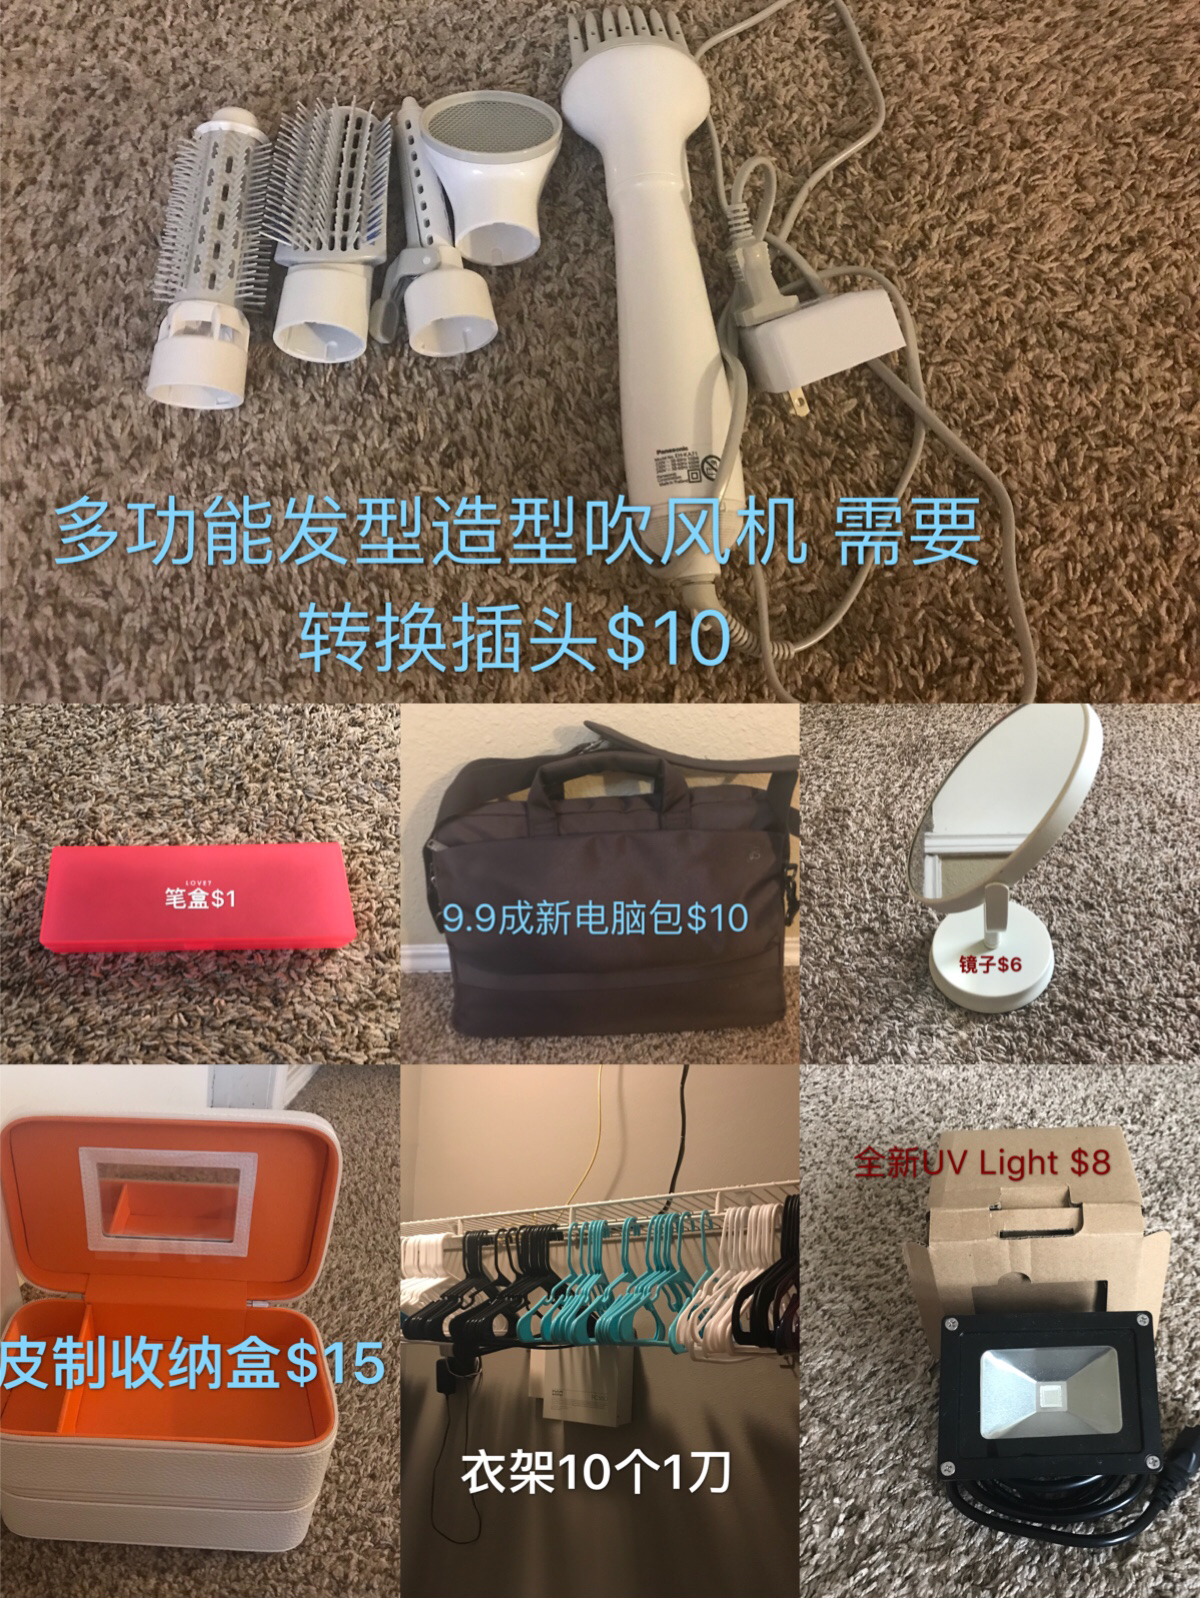 Panasonic
多功能发型造型吹风机 需要
转换插头$10
LOVET
笔盒$1
9.9成新电脑包$10
镜子$6
皮制收纳盒$15
衣架10个1刀
全新UV Light $8